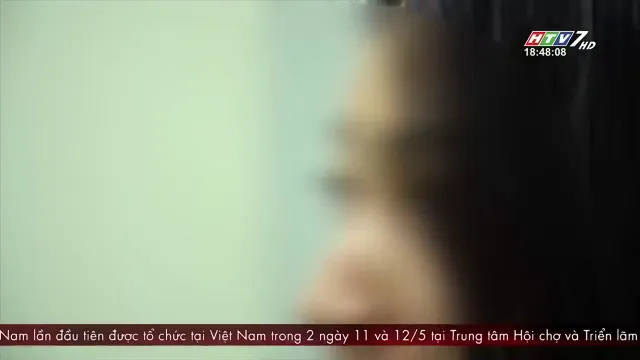 HTV7 HD
18:48:08
Nam lần đầu tiên được tổ chức tại Việt Nam trong 2 ngày 11 và 12/5 tại Trung tâm Hội chợ và Triển lãm